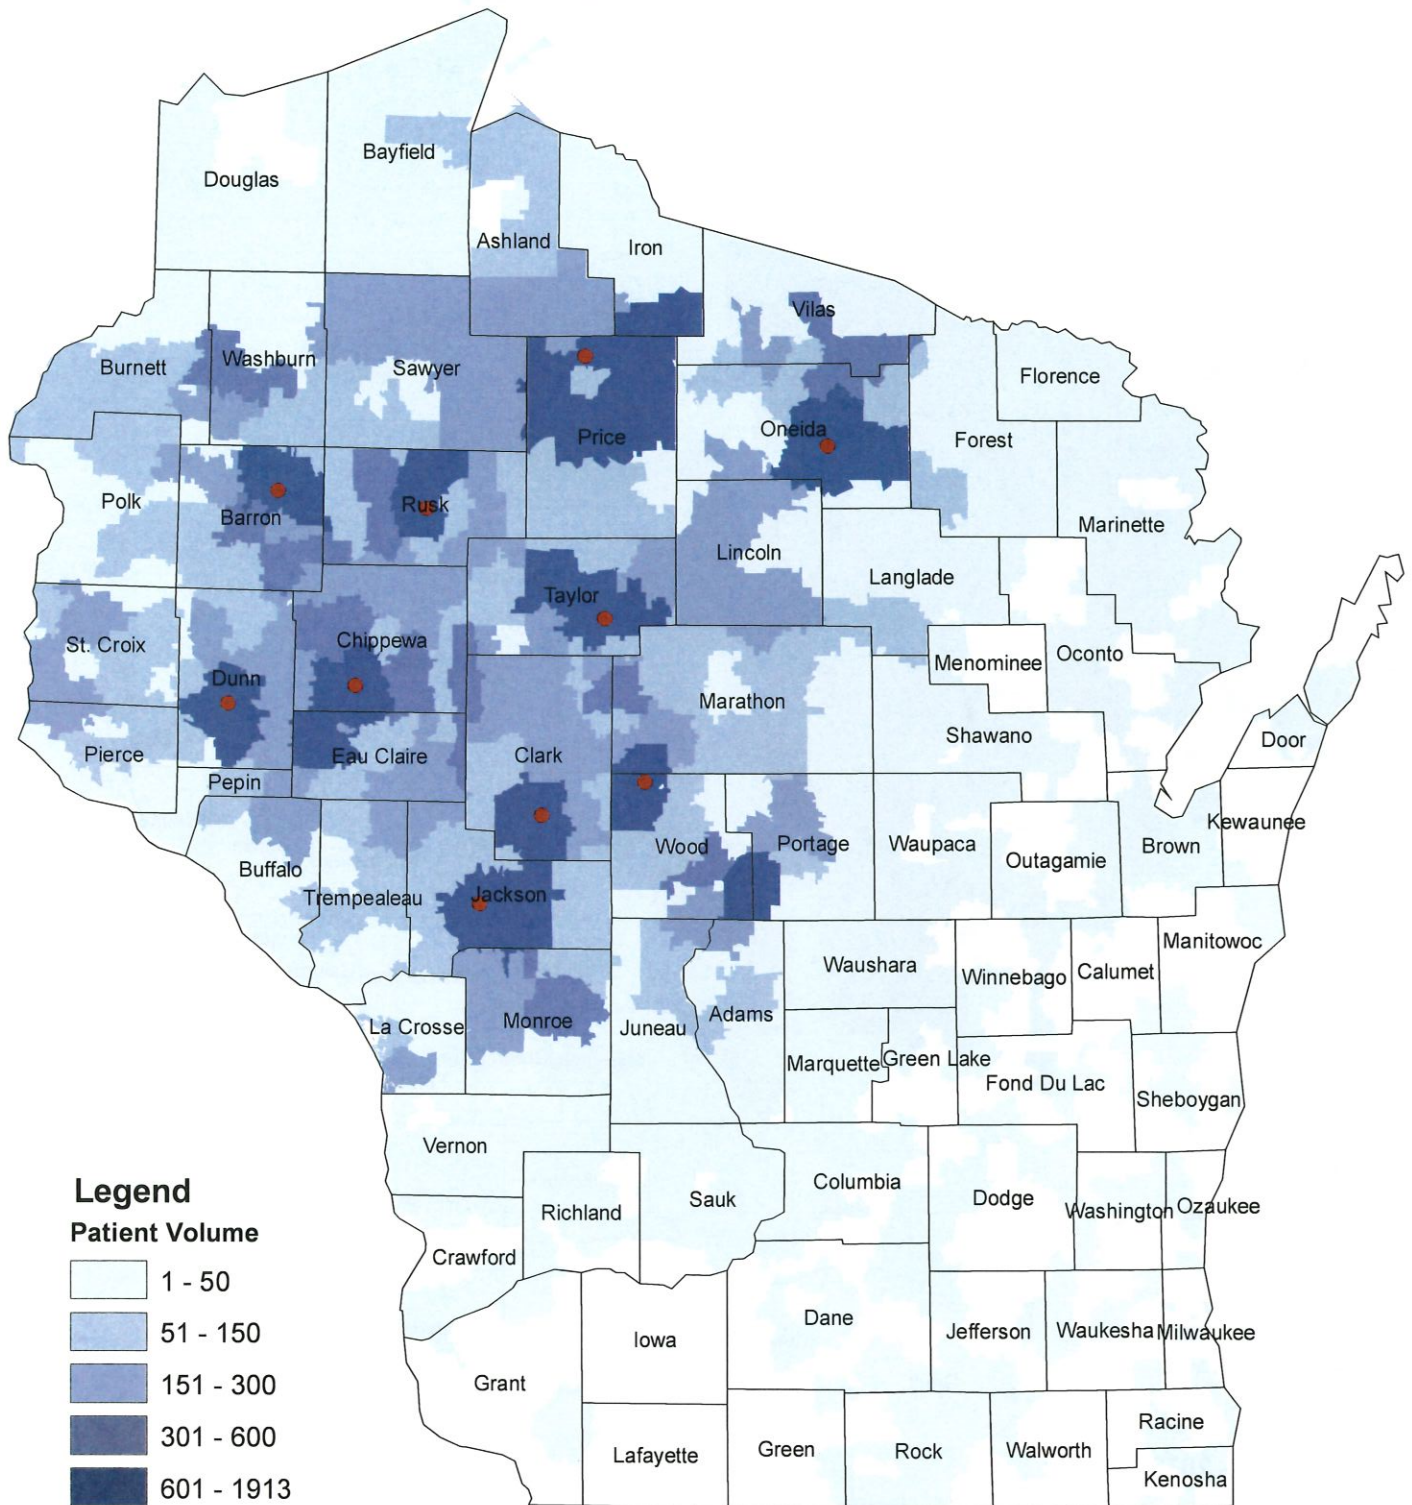 Bayfield
Douglas
Ashland
Iron
Vilas
Burnett
Washburn
Sawyer
Florence
Price
Oneida
Forest
Polk
Barron
Rusk
Marinette
Lincoln
Langlade
Taylor
St. Croix
Chippewa
Menominee
Oconto
Dunn
Marathon
Shawano
Door
Pierce
Eau Claire
Clark
Pepin
Kewaunee
Buffalo
Trempealeau
Jackson
Wood
Portage
Waupaca
Outagamie
Brown
Manitowoc
Waushara
Winnebago
Calumet
La Crosse
Monroe
Juneau
Adams
Marquette
Green Lake
Fond Du Lac
Sheboygan
Vernon
Richland
Sauk
Columbia
Dodge
Washington
Ozaukee
Crawford
Dane
Iowa
Jefferson
Waukesha
Milwaukee
Grant
Racine
Lafayette
Green
Rock
Walworth
Kenosha
Legend
Patient Volume
1 - 50
51 - 150
151 - 300
301 - 600
601 - 1913